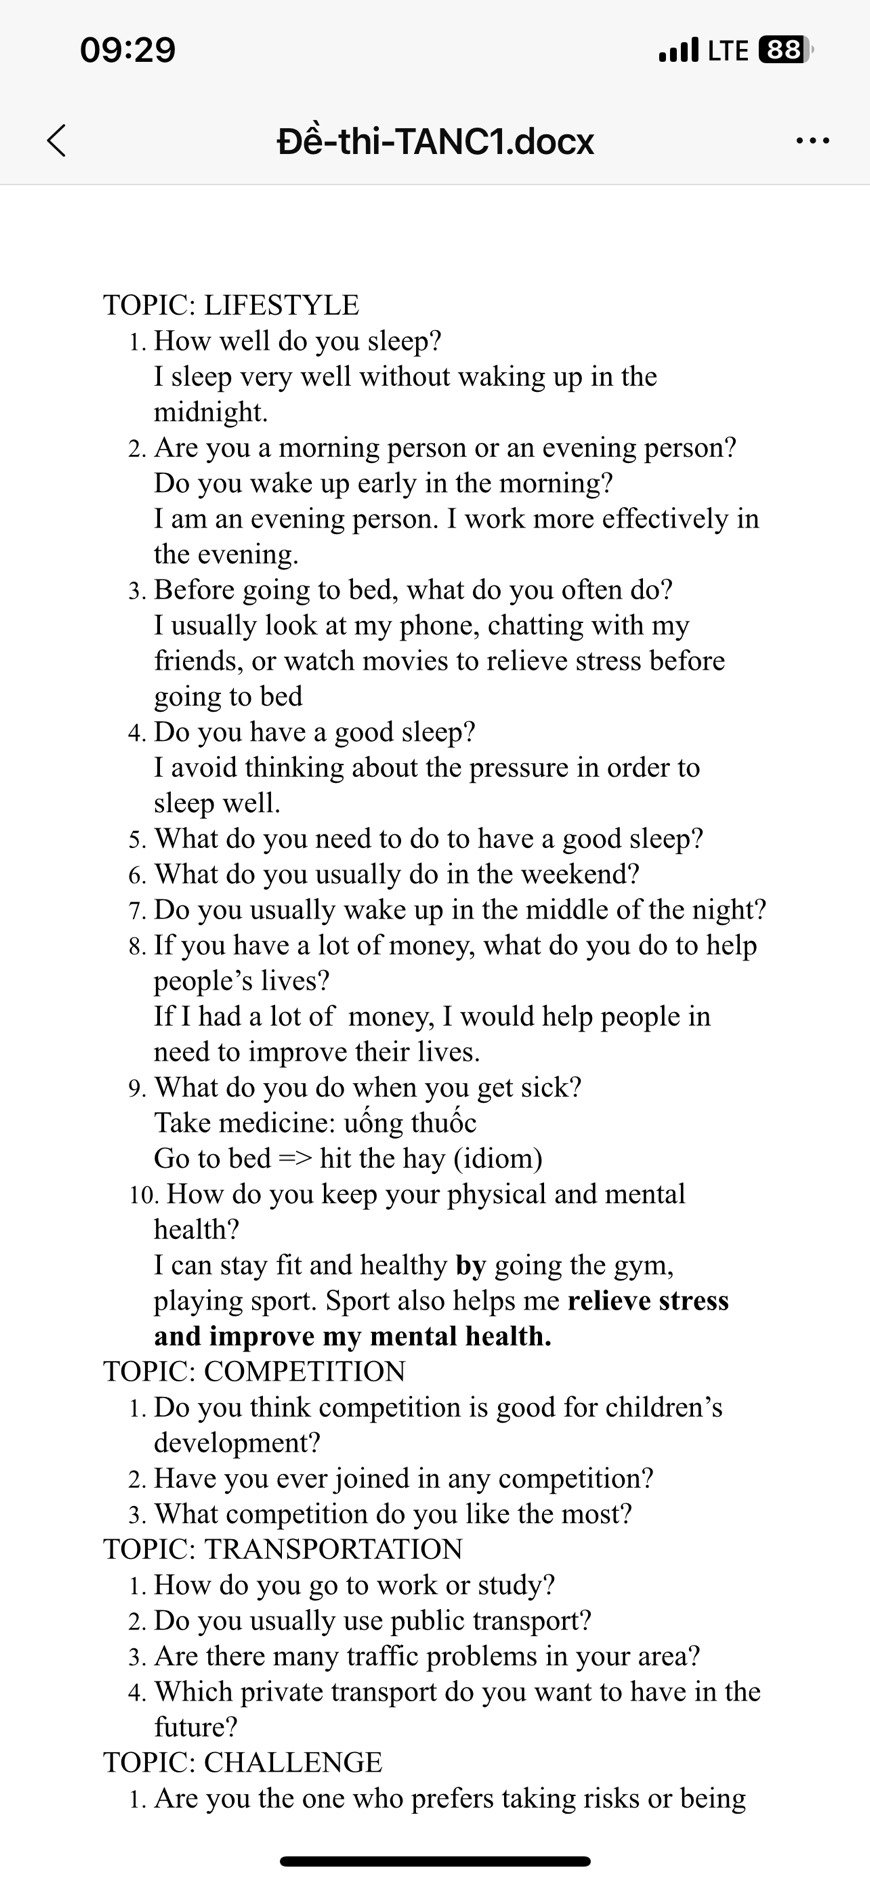 09:29
LTE 88
Đề-thi-TANC1.docx
TOPIC: LIFESTYLE
1. How well do you sleep?
I sleep very well without waking up in the
midnight.
2. Are you a morning person or an evening person?
Do you wake up early in the morning?
I am an evening person. I work more effectively in
the evening.
3. Before going to bed, what do you often do?
I usually look at my phone, chatting with my
friends, or watch movies to relieve stress before
going to bed
4. Do you have a good sleep?
I avoid thinking about the pressure in order to
sleep well.
5. What do you need to do to have a good sleep?
6. What do you usually do in the weekend?
7. Do you usually wake up in the middle of the night?
8. If you have a lot of money, what do you do to help
people’s lives?
If I had a lot of  money, I would help people in
need to improve their lives.
9. What do you do when you get sick?
Take medicine: uống thuốc
Go to bed => hit the hay (idiom)
10. How do you keep your physical and mental
health?
I can stay fit and healthy by going the gym,
playing sport. Sport also helps me relieve stress
and improve my mental health.
TOPIC: COMPETITION
1. Do you think competition is good for children’s
development?
2. Have you ever joined in any competition?
3. What competition do you like the most?
TOPIC: TRANSPORTATION
1. How do you go to work or study?
2. Do you usually use public transport?
3. Are there many traffic problems in your area?
4. Which private transport do you want to have in the
future?
TOPIC: CHALLENGE
1. Are you the one who prefers taking risks or being